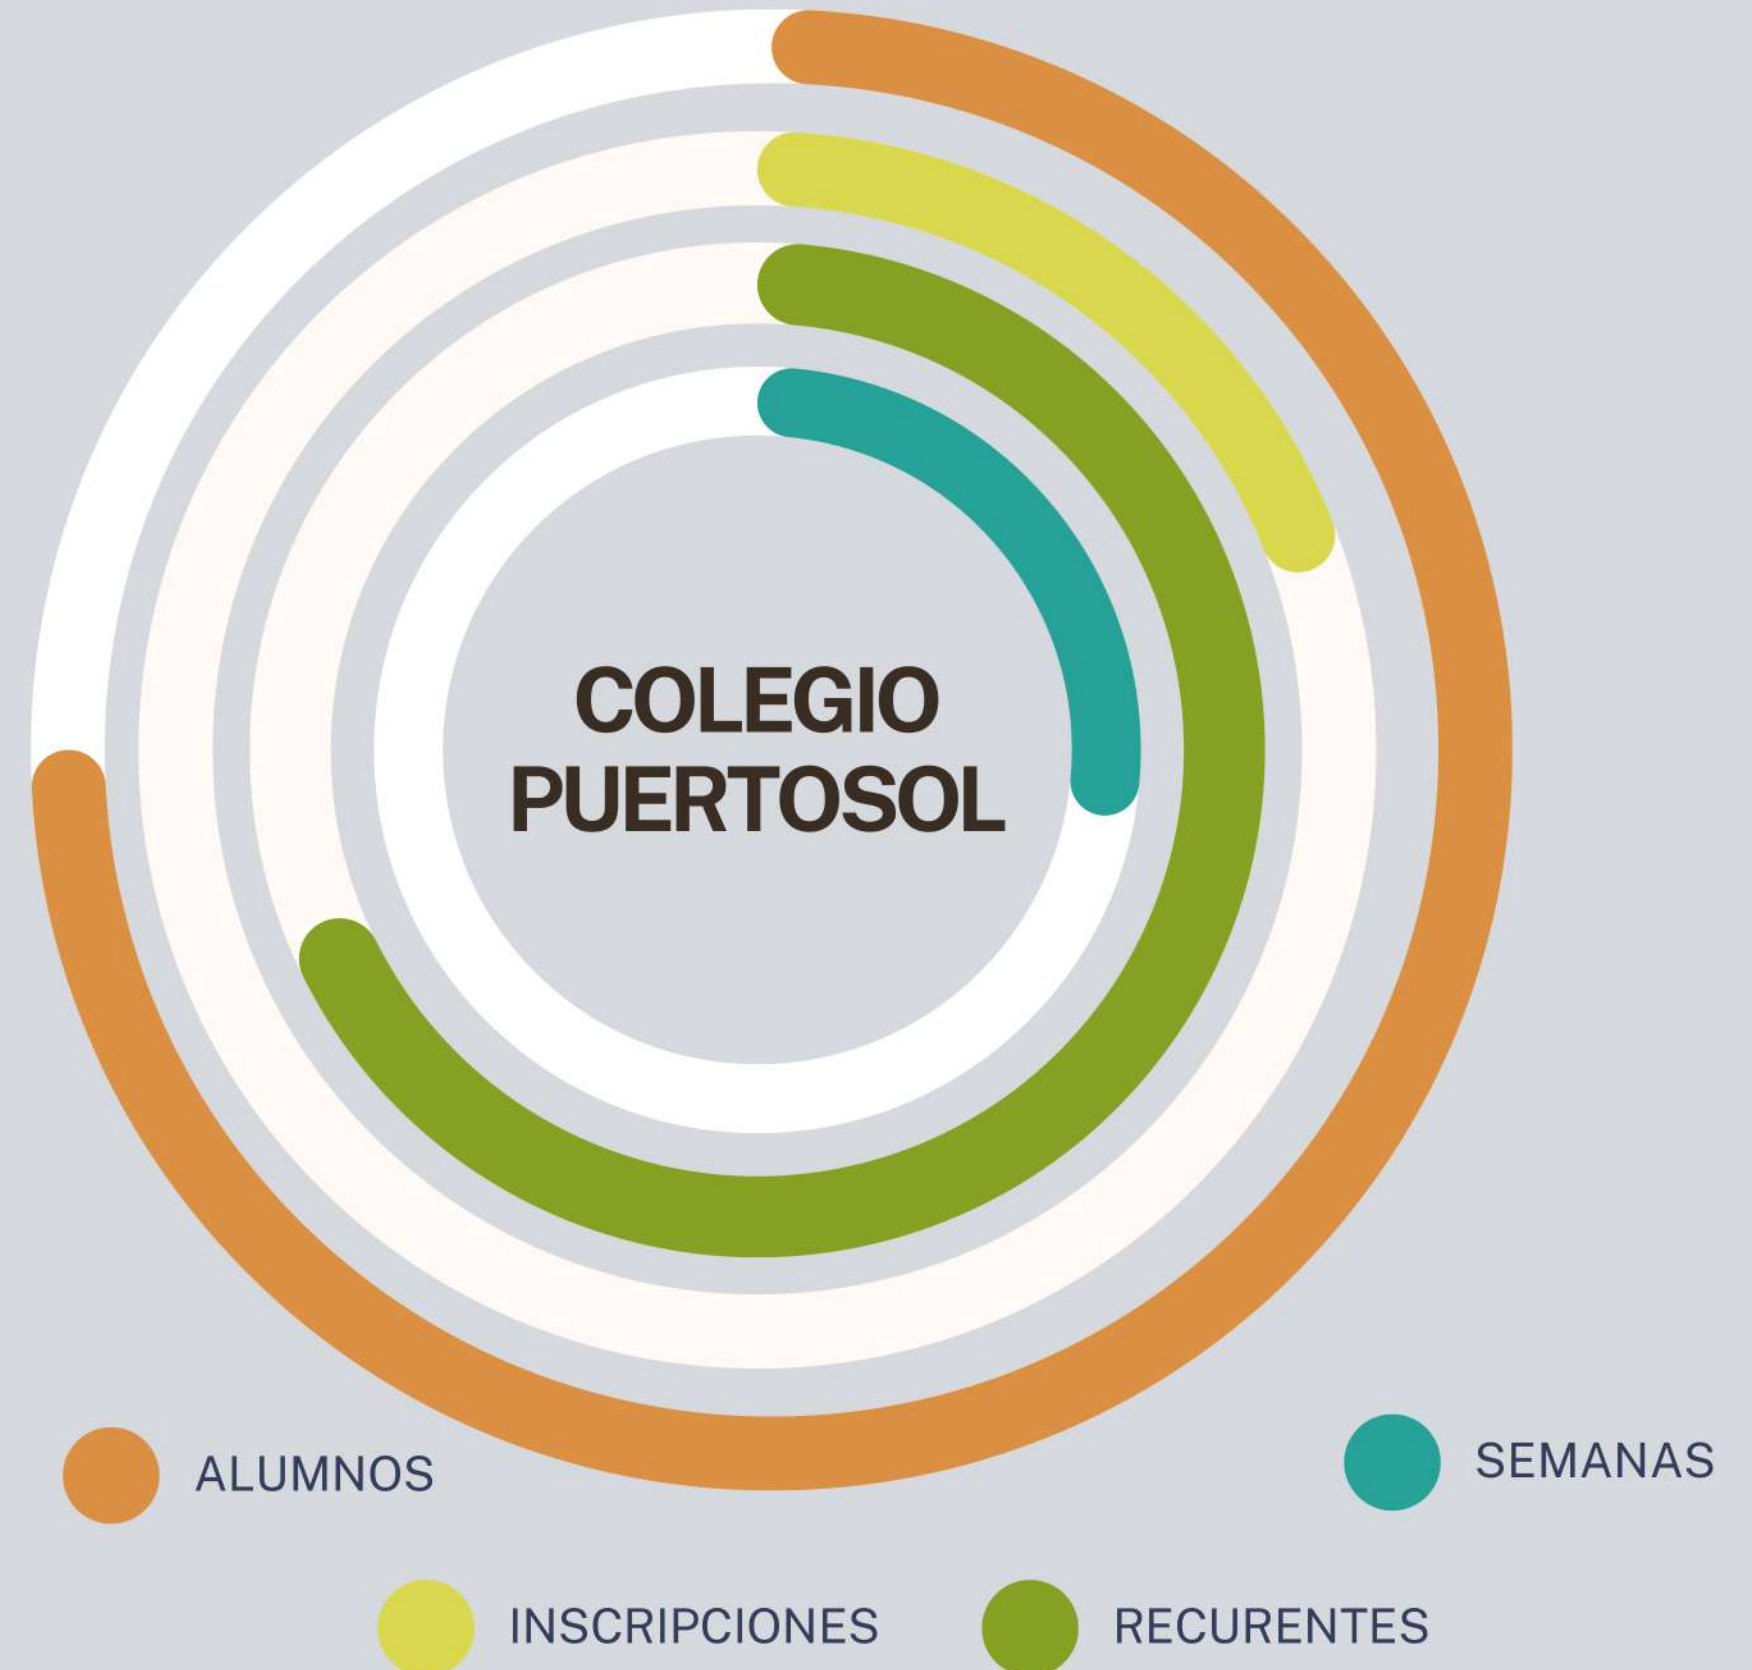 COLEGIO
PUERTOSOL
ALUMNOS
SEMANAS
INSCRIPCIONES
RECURENTES